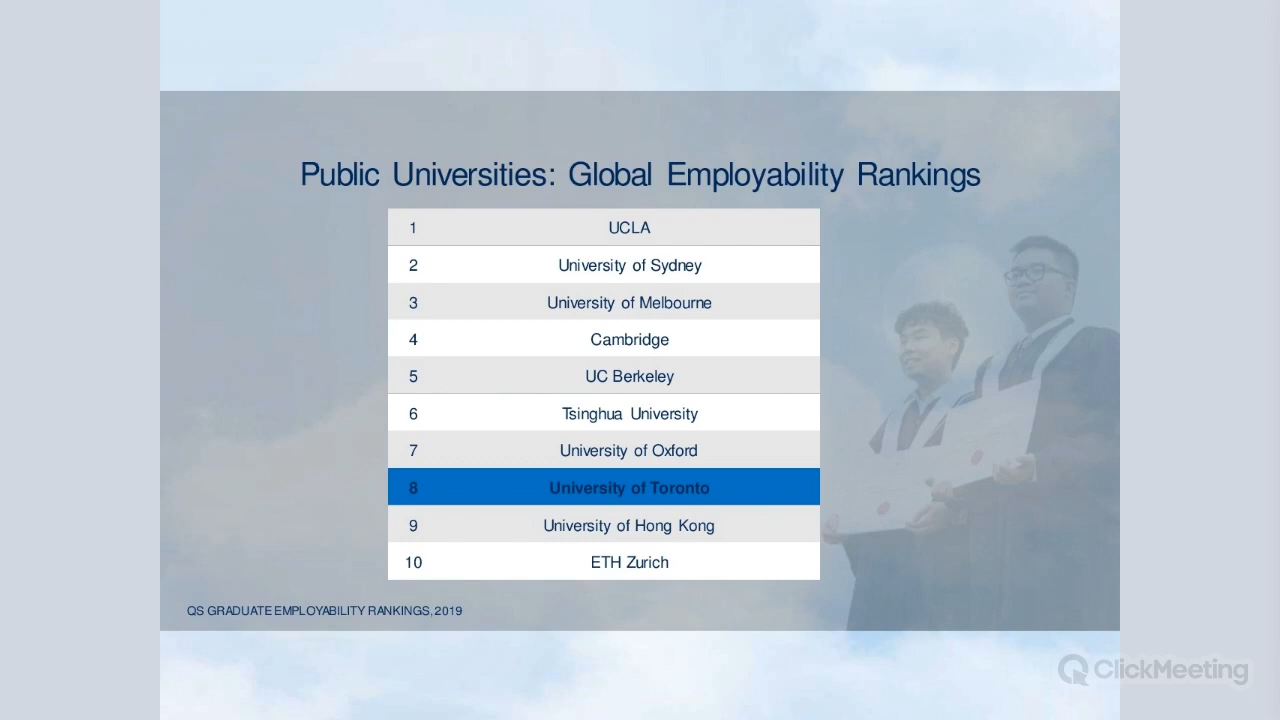 Public Universities: Global Employability Rankings
1 UCLA
2 University of Sydney
3 University of Melbourne
4 Cambridge
5 UC Berkeley
6 Tsinghua University
7 University of Oxford
8 University of Toronto
9 University of Hong Kong
10 ETH Zurich
QS GRADUATE EMPLOYABILITY RANKINGS, 2019
ClickMeeting